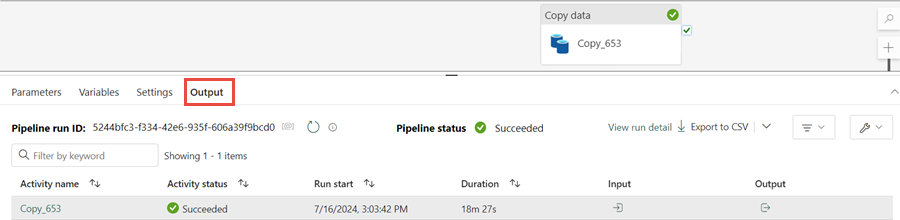 Copy data
Copy_653
Parameters Variables Settings Output
Pipeline run ID: 5244bfc3-f334-42e6-935f-606a39f9bcd0 Pipeline status Succeeded View run detail Export to CSV
Filter by keyword Showing 1 - 1 items
Activity name Activity status Run start Duration Input Output
Copy_653 Succeeded 7/16/2024, 3:03:42 PM 18m 27s